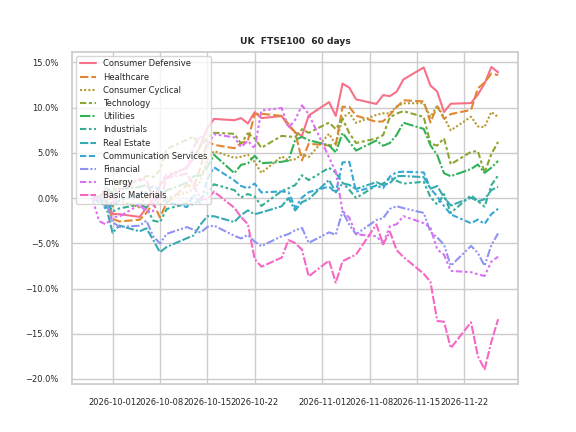 UK  FTSE100  60 days
15.0%
10.0%
5.0%
0.0%
−5.0%
−10.0%
−15.0%
−20.0%
Consumer Defensive
Healthcare
Consumer Cyclical
Technology
Utilities
Industrials
Real Estate
Communication Services
Financial
Energy
Basic Materials
2026-10-01
2026-10-08
2026-10-15
2026-10-22
2026-11-01
2026-11-08
2026-11-15
2026-11-22